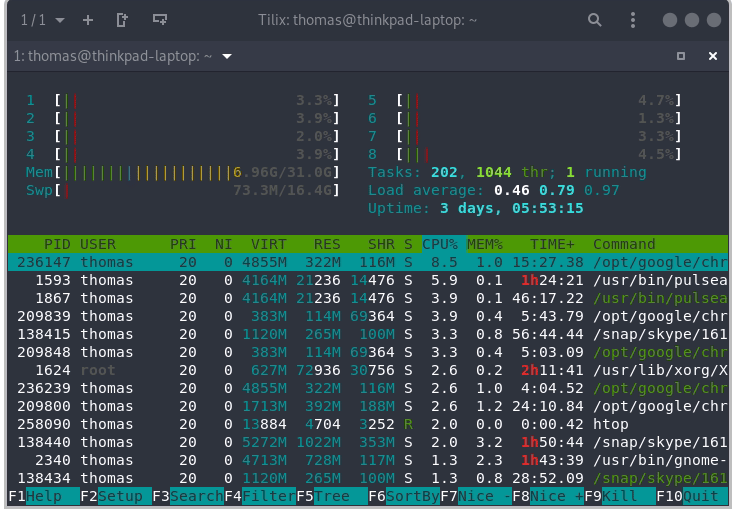 1 / 1 Tilix: thomas@thinkpad-laptop: ~
1: thomas@thinkpad-laptop: ~
1 [|| 3.3%] 5 [|| 4.7%]
2 [|| 3.9%] 6 [|| 1.3%]
3 [|| 2.0%] 7 [|| 3.3%]
4 [|| 3.9%] 8 [||| 4.5%]
Mem[||||||||||||||||||||6.96G/31.0G] Tasks: 202, 1044 thr; 1 running
Swp[| 73.3M/16.4G] Load average: 0.46 0.79 0.97
Uptime: 3 days, 05:53:15
PID USER PRI NI VIRT RES SHR S CPU% MEM% TIME+ Command
236147 thomas 20 0 4855M 322M 116M S 8.5 1.0 15:27.38 /opt/google/chr
1593 thomas 20 0 4164M 21236 14476 S 5.9 0.1 1h24:21 /usr/bin/pulsea
1867 thomas 20 0 4164M 21236 14476 S 3.9 0.1 46:17.22 /usr/bin/pulsea
209839 thomas 20 0 383M 114M 69364 S 3.9 0.4 5:43.79 /opt/google/chr
138415 thomas 20 0 1120M 265M 100M S 3.3 0.8 56:44.44 /snap/skype/161
209848 thomas 20 0 383M 114M 69364 S 3.3 0.4 5:03.09 /opt/google/chr
1624 root 20 0 627M 72936 30756 S 2.6 0.2 2h11:41 /usr/lib/xorg/X
236239 thomas 20 0 4855M 322M 116M S 2.6 1.0 4:04.52 /opt/google/chr
209800 thomas 20 0 1713M 392M 188M S 2.6 1.2 24:10.84 /opt/google/chr
258090 thomas 20 0 13884 4704 3252 R 2.0 0.0 0:00.42 htop
138440 thomas 20 0 5272M 1022M 353M S 2.0 3.2 1h50:44 /snap/skype/161
2340 thomas 20 0 4713M 728M 117M S 1.3 2.3 1h43:39 /usr/bin/gnome-
138434 thomas 20 0 1120M 265M 100M S 1.3 0.8 28:52.09 /snap/skype/161
F1Help F2Setup F3SearchF4FilterF5Tree F6SortByF7Nice -F8Nice +F9Kill F10Quit